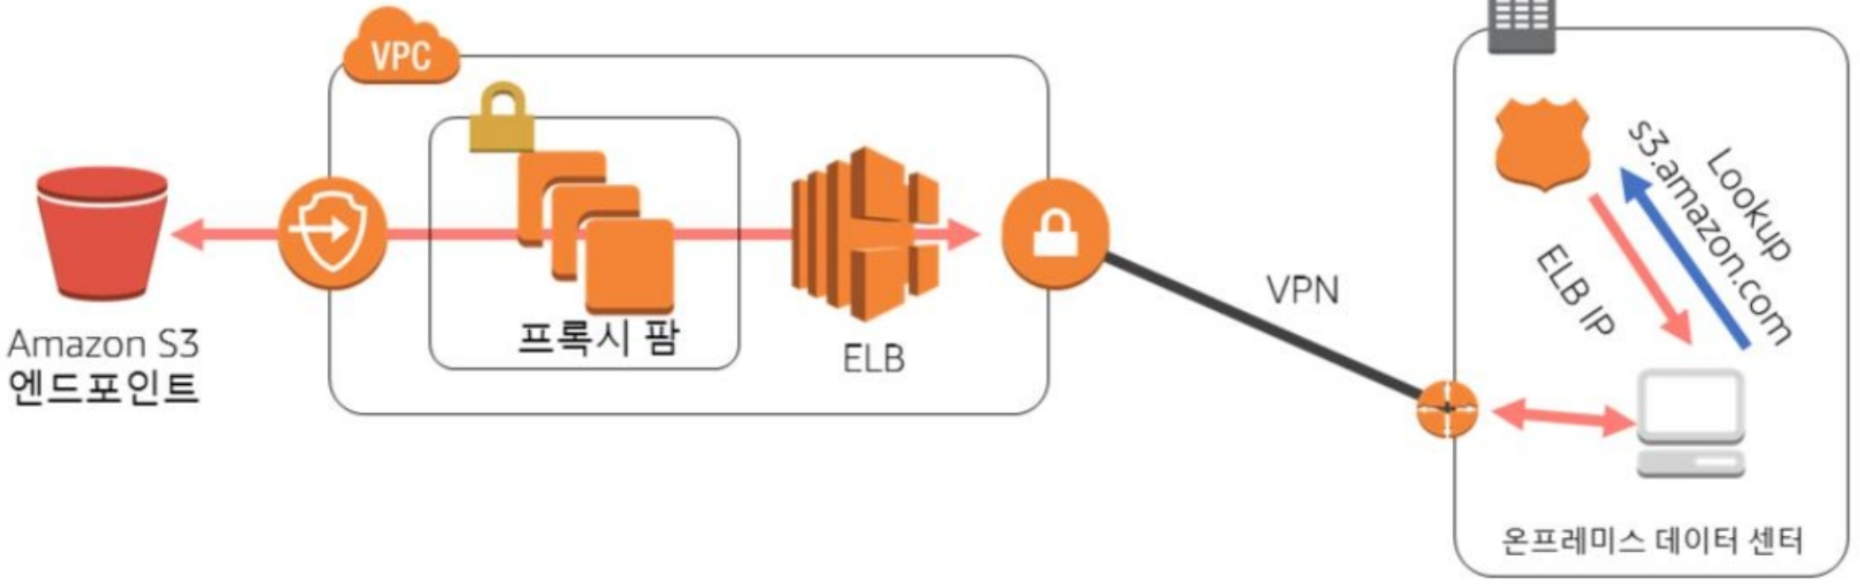 VPC
Amazon S3
엔드포인트
프록시 팜
ELB
VPN
Lookup
s3.amazon.com
ELB IP
온프레미스 데이터 센터